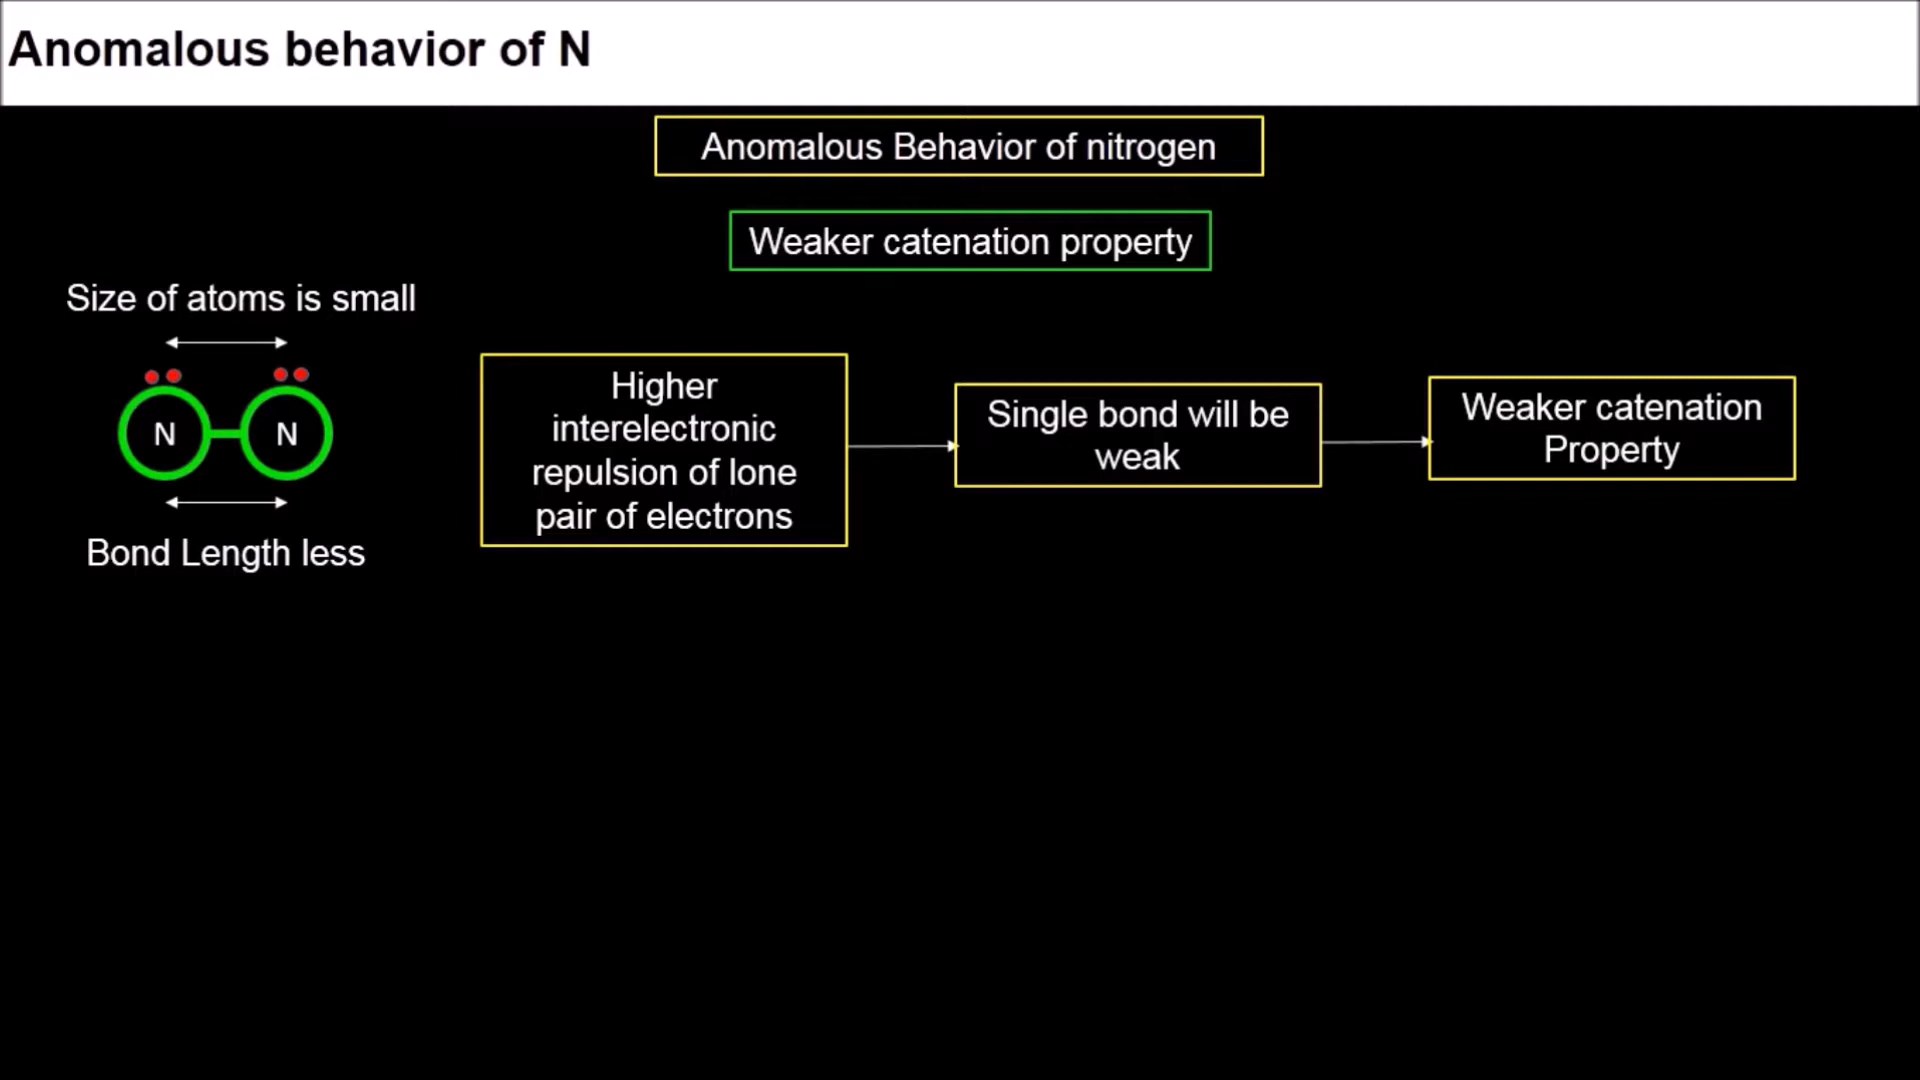 Anomalous behavior of N
Anomalous Behavior of nitrogen
Weaker catenation property
Size of atoms is small
N
N
Bond Length less
Higher
interelectronic
repulsion of lone
pair of electrons
Single bond will be
weak
Weaker catenation
Property